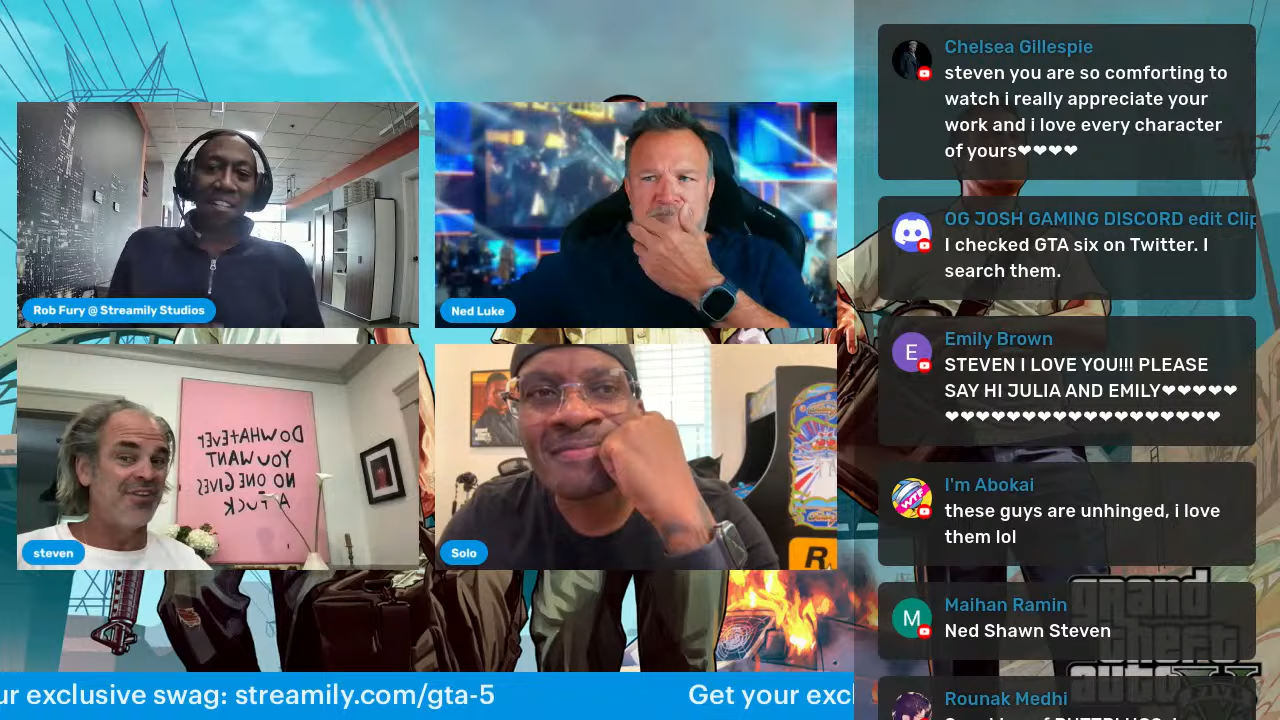 Chelsea Gillespie
steven you are so comforting to
watch i really appreciate your
work and i love every character
of yours❤❤❤❤
OG JOSH GAMING DISCORD edit Clip
I checked GTA six on Twitter. I
search them.
Emily Brown
E
STEVEN I LOVE YOU!!! PLEASE
SAY HI JULIA AND EMILY❤❤❤❤❤
❤❤❤❤❤❤❤❤❤❤❤❤❤❤❤❤❤❤
I'm Abokai
WTF
these guys are unhinged, i love
them lol
Maihan Ramin
M
Ned Shawn Steven
Rounak Medhi
Rob Fury @ Streamily Studios
Ned Luke
DO WHATEVER
YOU WANT
NO ONE GIVES
A FUCK
steven
Solo
R
grand
theft
auto
V
ur exclusive swag: streamily.com/gta-5
Get your excl